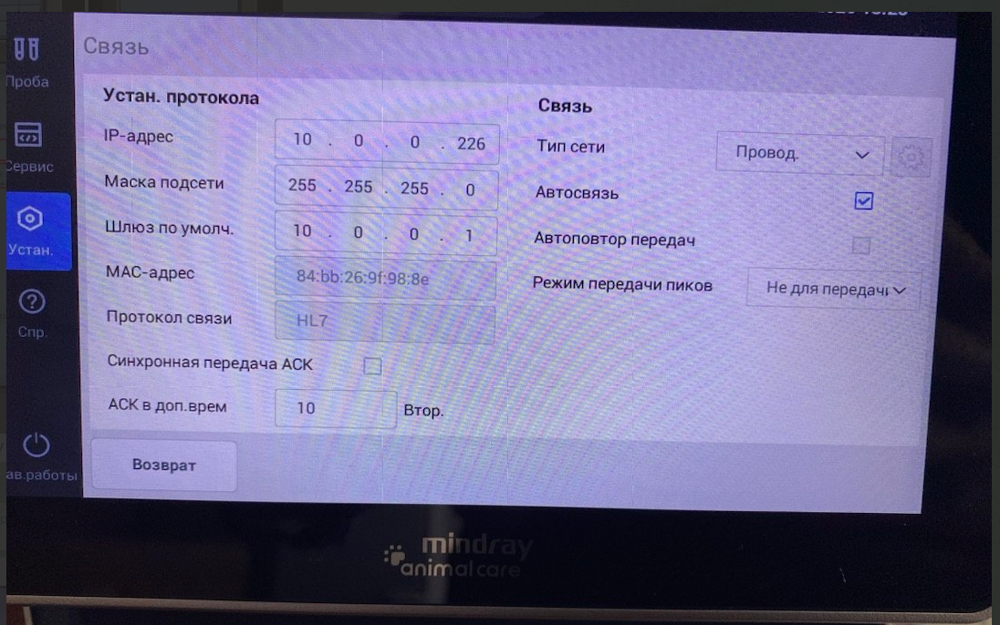 Связь
Проба
Сервис
Устан.
Спр.
ав.работы
Устан. протокола
IP-адрес 10 . 0 . 0 . 226
Маска подсети 255 . 255 . 255 . 0
Шлюз по умолч. 10 . 0 . 0 . 1
MAC-адрес 84:bb:26:9f:98:8e
Протокол связи HL7
Синхронная передача ACK
ACK в доп.врем 10 Втор.
Связь
Тип сети Провод.
Автосвязь
Автоповтор передач
Режим передачи пиков Не для передачи
Возврат
mindray
animal care